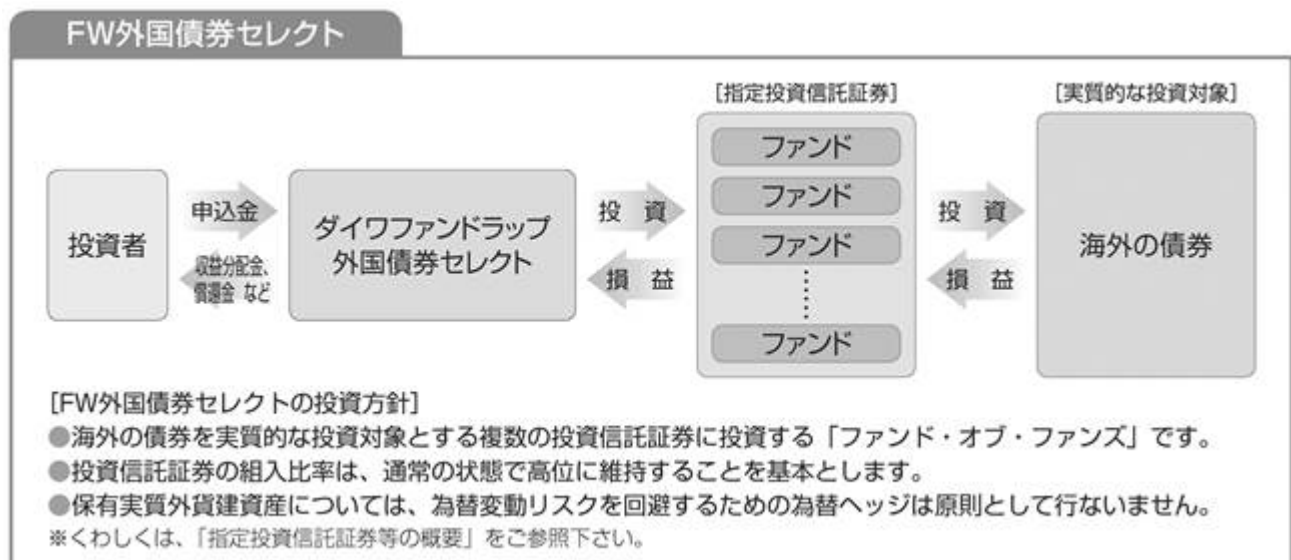 FW外国債券セレクト
[指定投資信託証券]
[実質的な投資対象]
投資者
申込金
収益分配金、
償還金 など
ダイワファンドラップ
外国債券セレクト
投 資
損 益
ファンド
ファンド
ファンド
ファンド
投 資
損 益
海外の債券
[FW外国債券セレクトの投資方針]
●海外の債券を実質的な投資対象とする複数の投資信託証券に投資する「ファンド・オブ・ファンズ」です。
●投資信託証券の組入比率は、通常の状態で高位に維持することを基本とします。
●保有実質外貨建資産については、為替変動リスクを回避するための為替ヘッジは原則として行ないません。
※くわしくは、「指定投資信託証券等の概要」をご参照下さい。